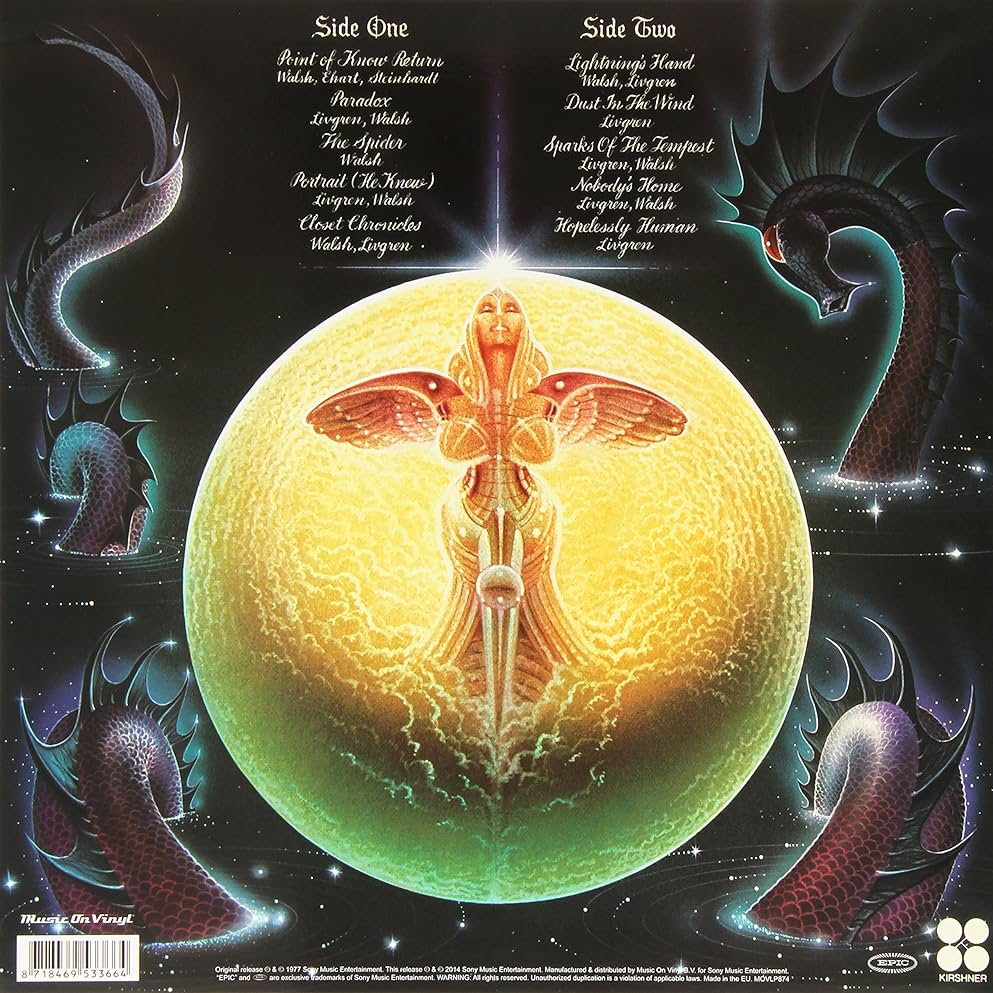 Side One
Point of Know Return
Walsh, Ehart, Steinhardt
Paradox
Livgren, Walsh
The Spider
Walsh
Portrait (He Knew)
Livgren, Walsh
Closet Chronicles
Walsh, Livgren
Side Two
Lightning's Hand
Walsh, Livgren
Dust In The Wind
Livgren
Sparks Of The Tempest
Livgren, Walsh
Nobody's Home
Livgren, Walsh
Hopelessly Human
Livgren
Music On Vinyl
8 718469 533664
Original release ℗ & © 1977 Sony Music Entertainment. This release ℗ & © 2014 Sony Music Entertainment. Manufactured & distributed by Music On Vinyl B.V. for Sony Music Entertainment.
"EPIC" and EPIC are exclusive trademarks of Sony Music Entertainment. WARNING: All rights reserved. Unauthorized duplication is a violation of applicable laws. Made in the EU. MOVLP874
EPIC
KIRSHNER